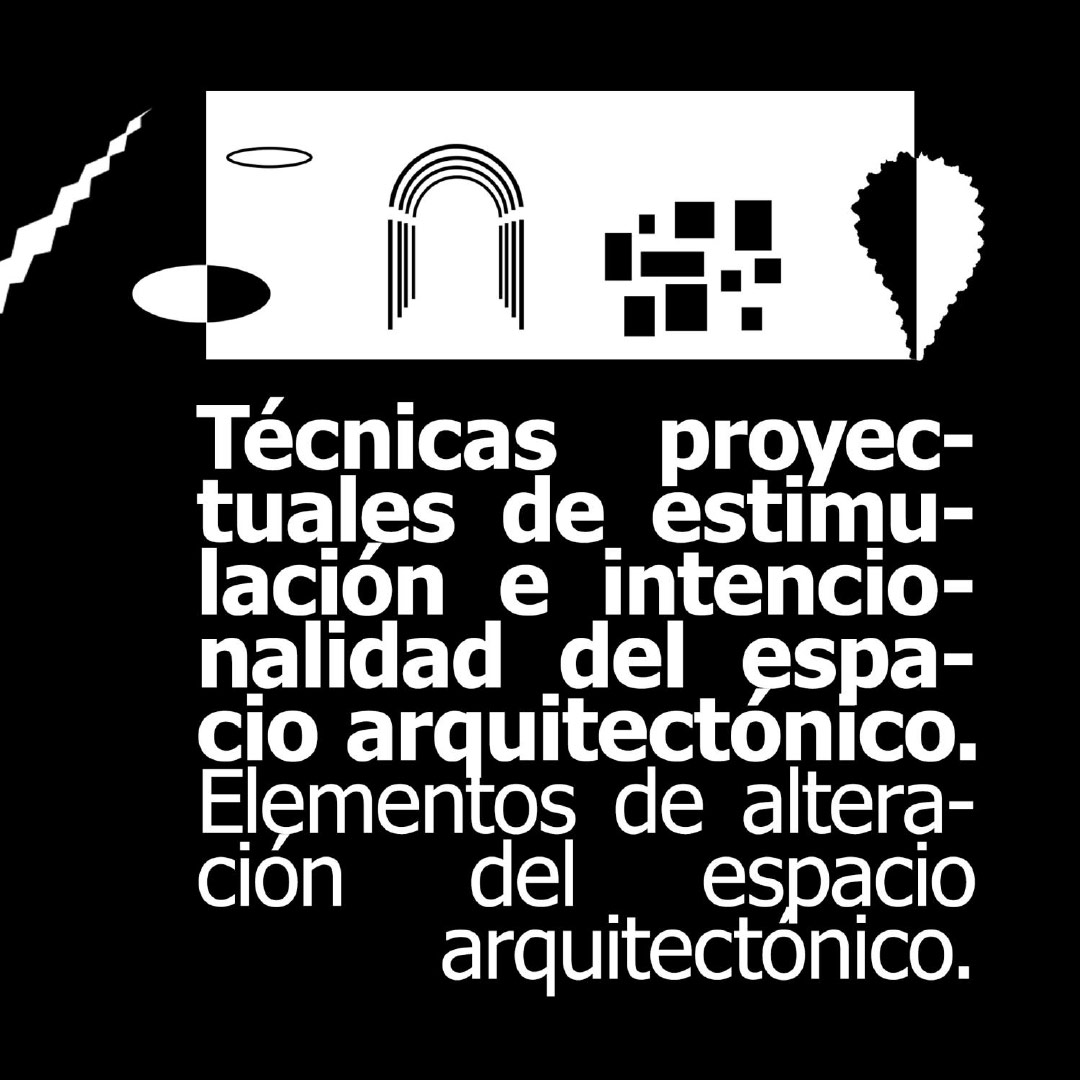 Técnicas proyec-
tuales de estimu-
lación e intencio-
nalidad del espa-
cio arquitectónico.
Elementos de altera-
ción del espacio
arquitectónico.